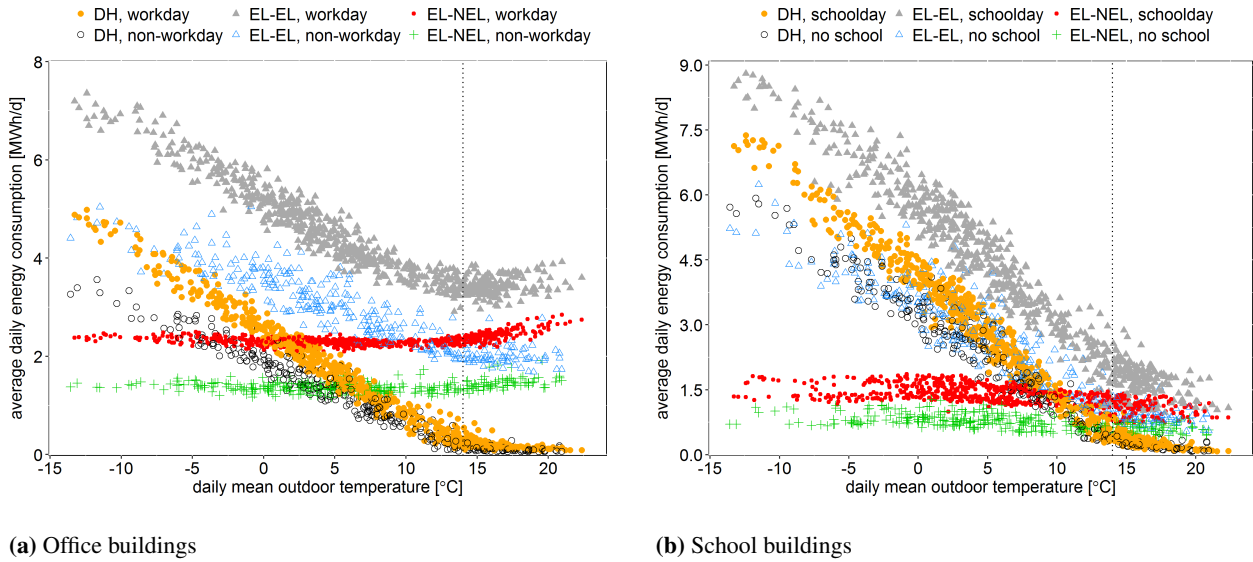 DH, workday EL-EL, workday EL-NEL, workday
DH, non-workday EL-EL, non-workday EL-NEL, non-workday
8
6
4
2
0
average daily energy consumption [MWh/d]
-15 -10 -5 0 5 10 15 20
daily mean outdoor temperature [°C]
(a) Office buildings
DH, schoolday EL-EL, schoolday EL-NEL, schoolday
DH, no school EL-EL, no school EL-NEL, no school
9.0
7.5
6.0
4.5
3.0
1.5
0.0
average daily energy consumption [MWh/d]
-15 -10 -5 0 5 10 15 20
daily mean outdoor temperature [°C]
(b) School buildings